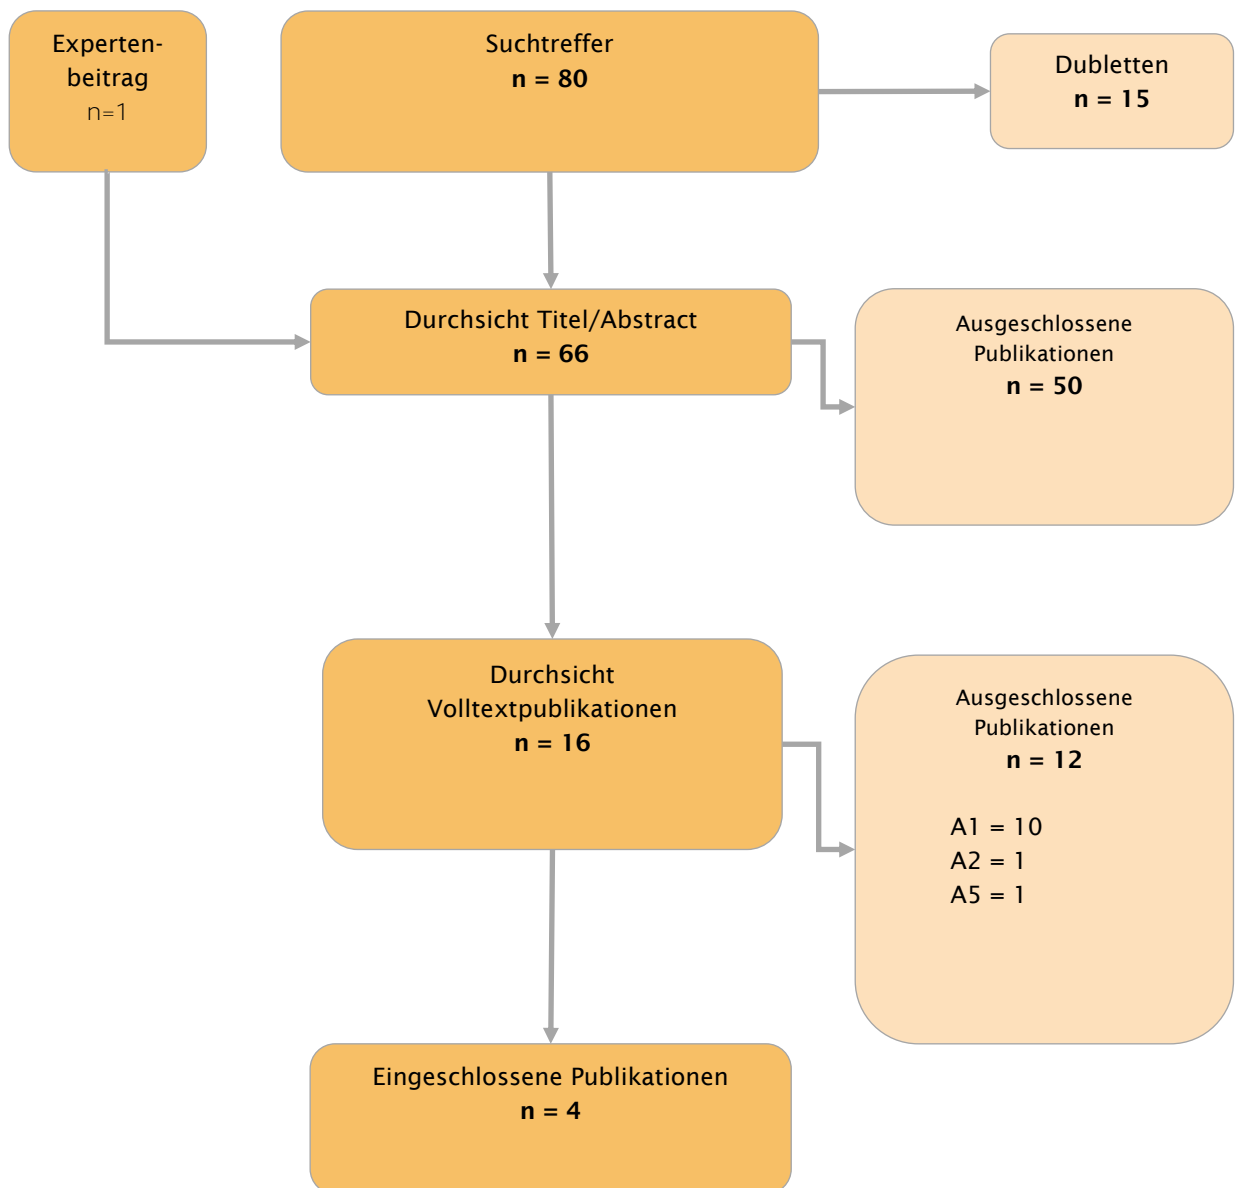 Experten-
beitrag
n=1
Suchtreffer
n = 80
Dubletten
n = 15
Durchsicht Titel/Abstract
n = 66
Ausgeschlossene
Publikationen
n = 50
Durchsicht
Volltextpublikationen
n = 16
Ausgeschlossene
Publikationen
n = 12
A1 = 10
A2 = 1
A5 = 1
Eingeschlossene Publikationen
n = 4